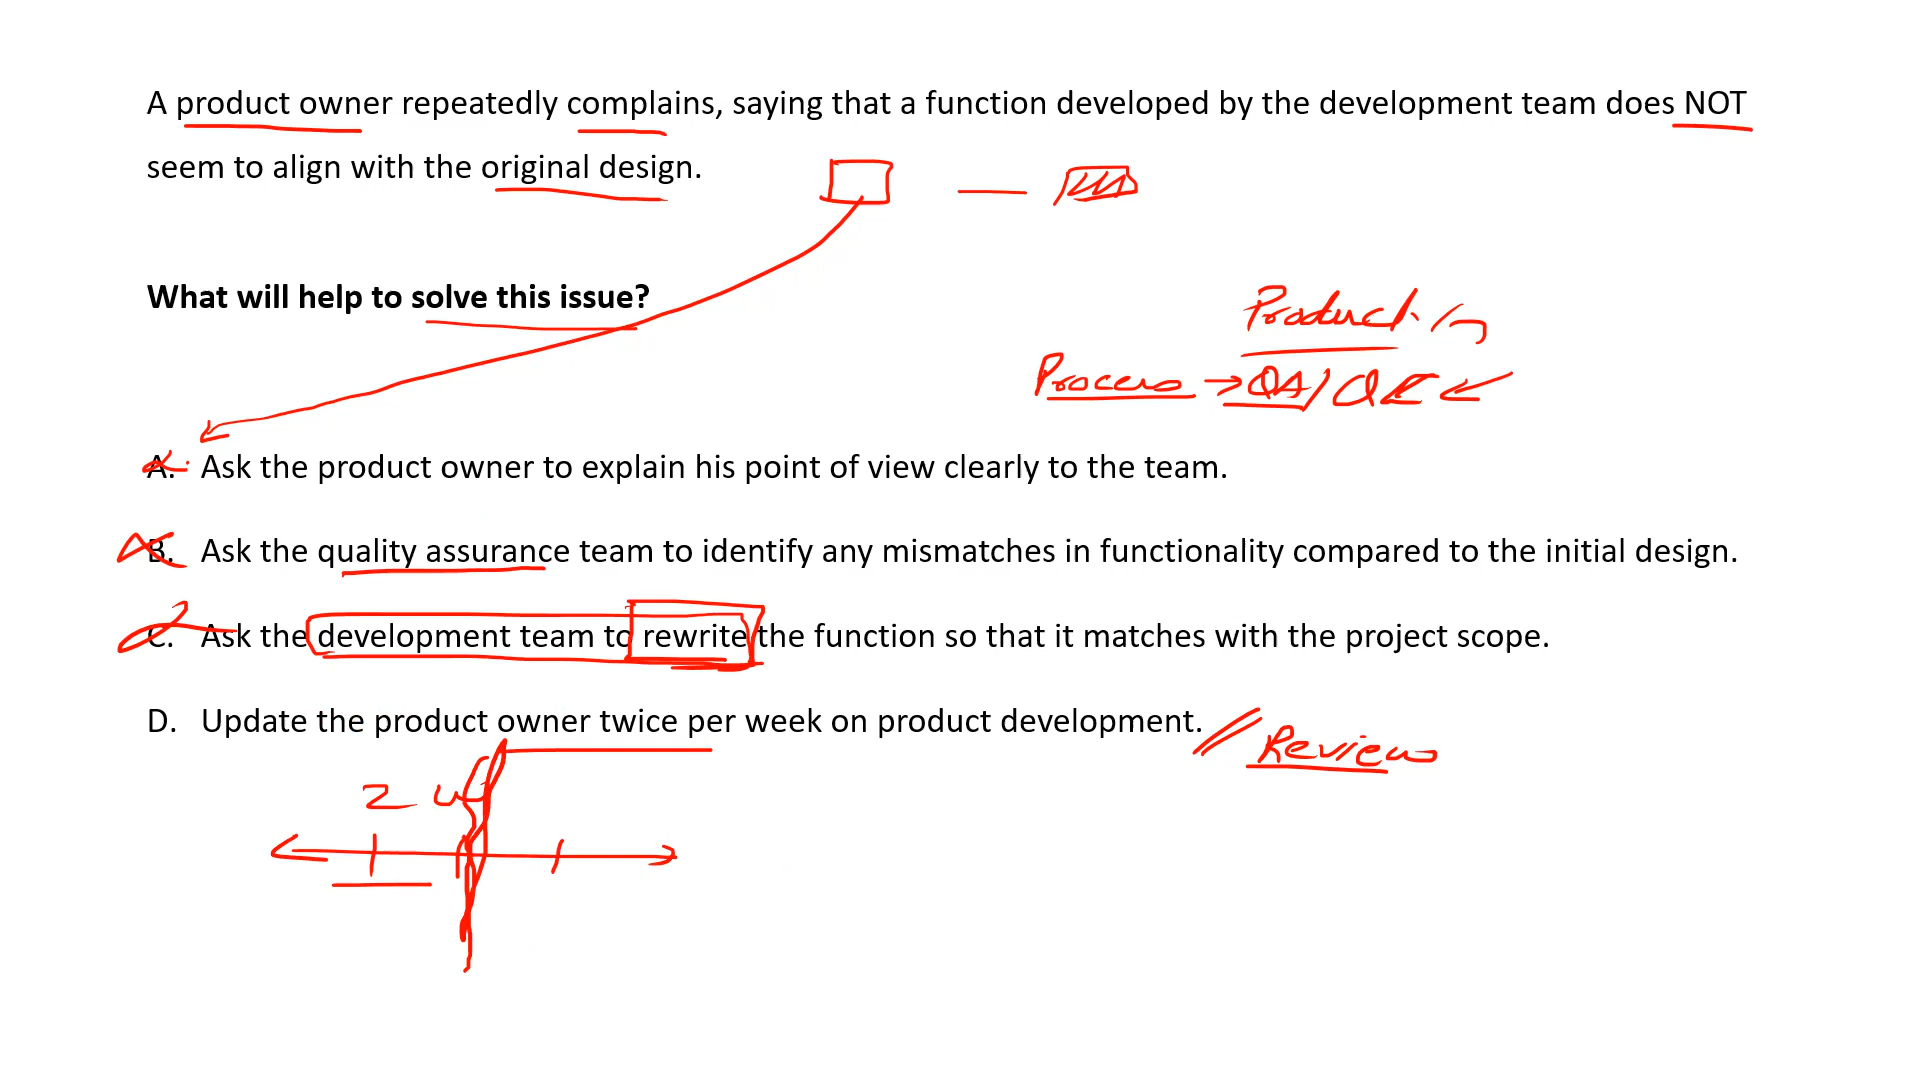 A product owner repeatedly complains, saying that a function developed by the development team does NOT
seem to align with the original design.
What will help to solve this issue?
Product
Process → QA / QC
A. Ask the product owner to explain his point of view clearly to the team.
B. Ask the quality assurance team to identify any mismatches in functionality compared to the initial design.
C. Ask the development team to rewrite the function so that it matches with the project scope.
D. Update the product owner twice per week on product development.
Review
2